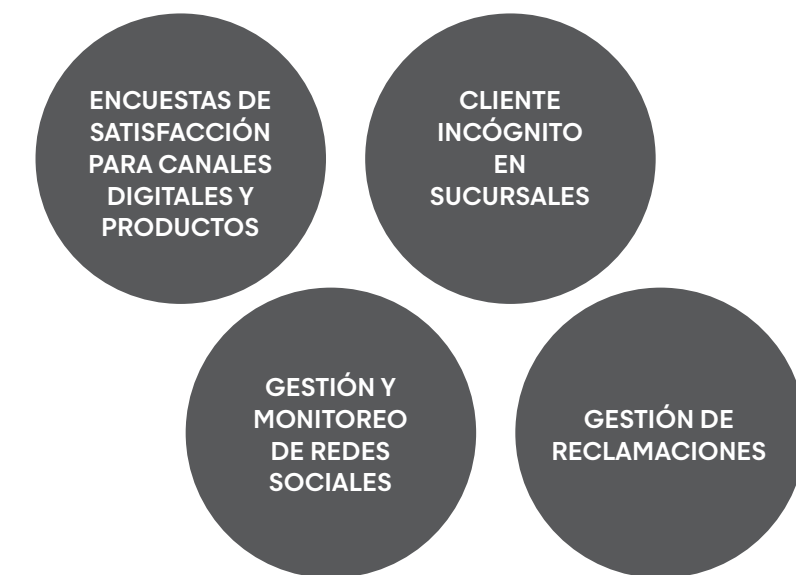 ENCUESTAS DE
SATISFACCIÓN
PARA CANALES
DIGITALES Y
PRODUCTOS
CLIENTE
INCÓGNITO
EN
SUCURSALES
GESTIÓN Y
MONITOREO
DE REDES
SOCIALES
GESTIÓN DE
RECLAMACIONES